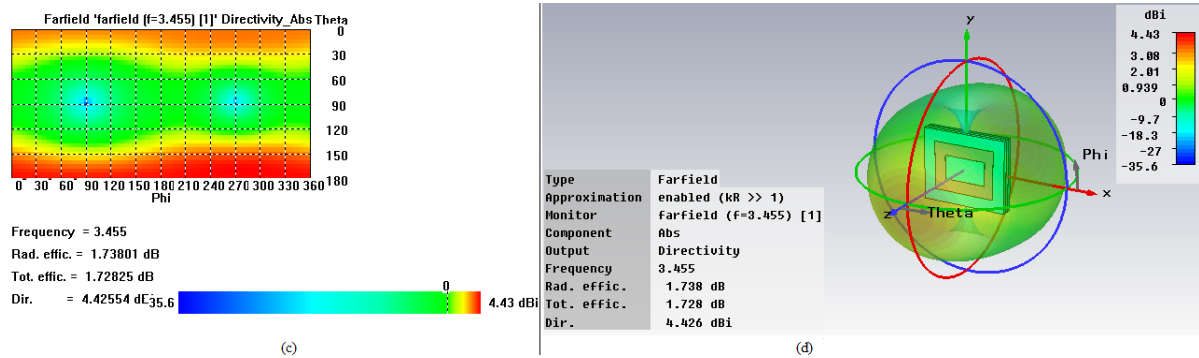 Farfield 'farfield (f=3.455) [1]' Directivity_Abs Theta
0
30
60
90
120
150
180
0 30 60 90 120 150 180 210 240 270 300 330 360
Phi
Frequency = 3.455
Rad. effic. = 1.73801 dB
Tot. effic. = 1.72825 dB
Dir. = 4.42554 dE
35.6
0
4.43 dBi
(c)
y
x
z
Phi
Theta
dBi
4.43
3.08
2.01
0.939
0
-9.7
-18.3
-27
-35.6
Type Farfield
Approximation enabled (kR >> 1)
Monitor farfield (f=3.455) [1]
Component Abs
Output Directivity
Frequency 3.455
Rad. effic. 1.738 dB
Tot. effic. 1.728 dB
Dir. 4.426 dBi
(d)